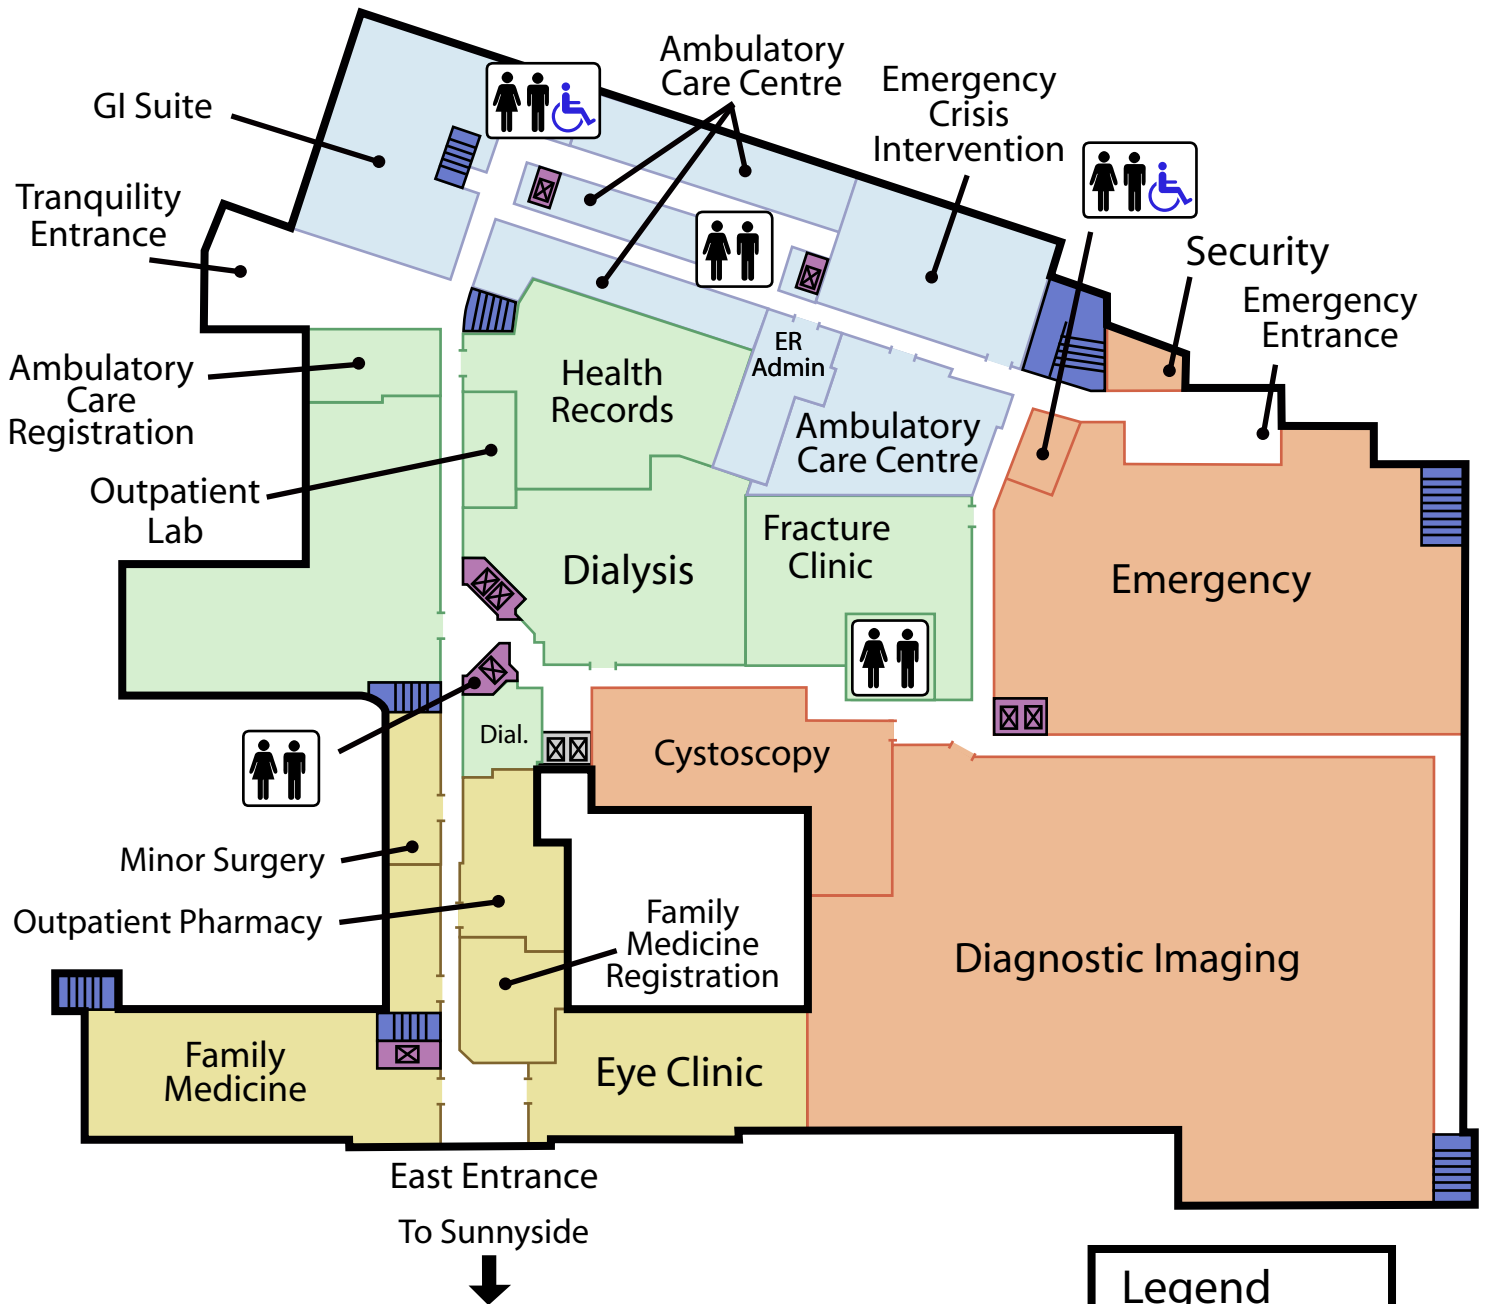 Ambulatory
Care Centre
GI Suite
Emergency
Crisis
Intervention
Tranquility
Entrance
Security
Emergency
Entrance
Ambulatory
Care
Registration
ER
Admin
Health
Records
Ambulatory
Care Centre
Outpatient
Lab
Fracture
Clinic
Dialysis
Emergency
Dial.
Cystoscopy
Minor Surgery
Outpatient Pharmacy
Family
Medicine
Registration
Diagnostic Imaging
Family
Medicine
Eye Clinic
East Entrance
To Sunnyside
Legend